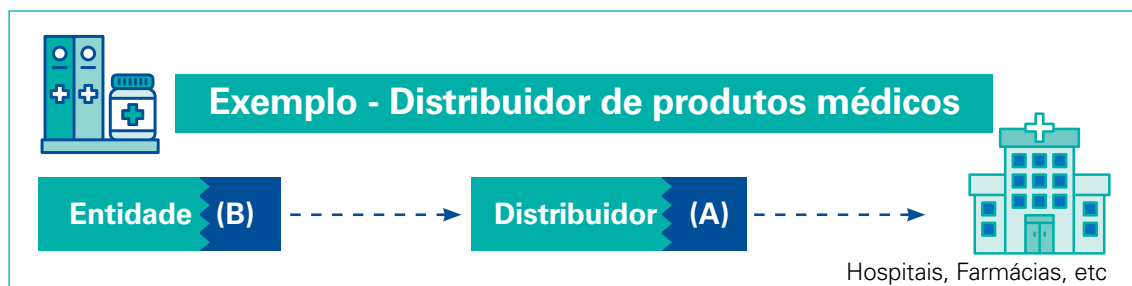 Exemplo - Distribuidor de produtos médicos
Entidade (B)
Distribuidor (A)
Hospitais, Farmácias, etc